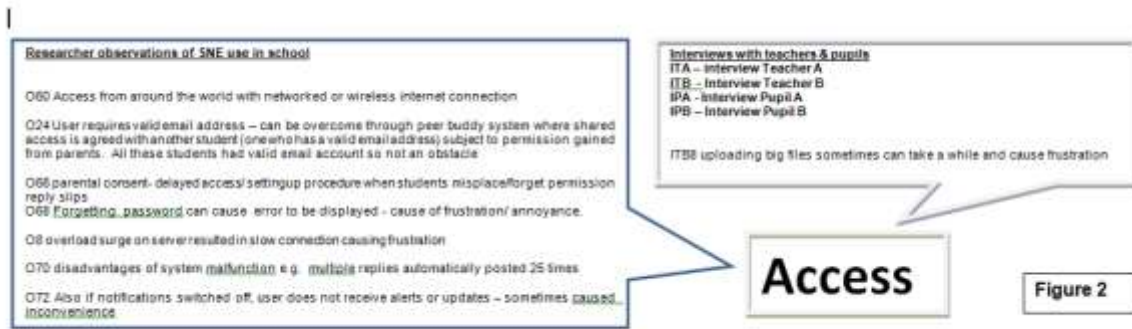 Researcher observations of SNE use in school
O60 Access from around the world with networked or wireless internet connection
O24 User requires valid email address – can be overcome through peer buddy system where shared
access is agreed with another student (one who has a valid email address) subject to permission gained
from parents. All these students had valid email account so not an obstacle
O66 parental consent- delayed access/ setting up procedure when students misplace/forget permission
reply slips
O68 Forgetting password can cause error to be displayed - cause of frustration/ annoyance.
O8 overload surge on server resulted in slow connection causing frustration
O70 disadvantages of system malfunction e.g. multiple replies automatically posted 25 times
O72 Also if notifications switched off, user does not receive alerts or updates – sometimes caused
inconvenience
Interviews with teachers & pupils
ITA – interview Teacher A
ITB - Interview Teacher B
IPA - Interview Pupil A
IPB – Interview Pupil B
ITB8 uploading big files sometimes can take a while and cause frustration
Access
Figure 2